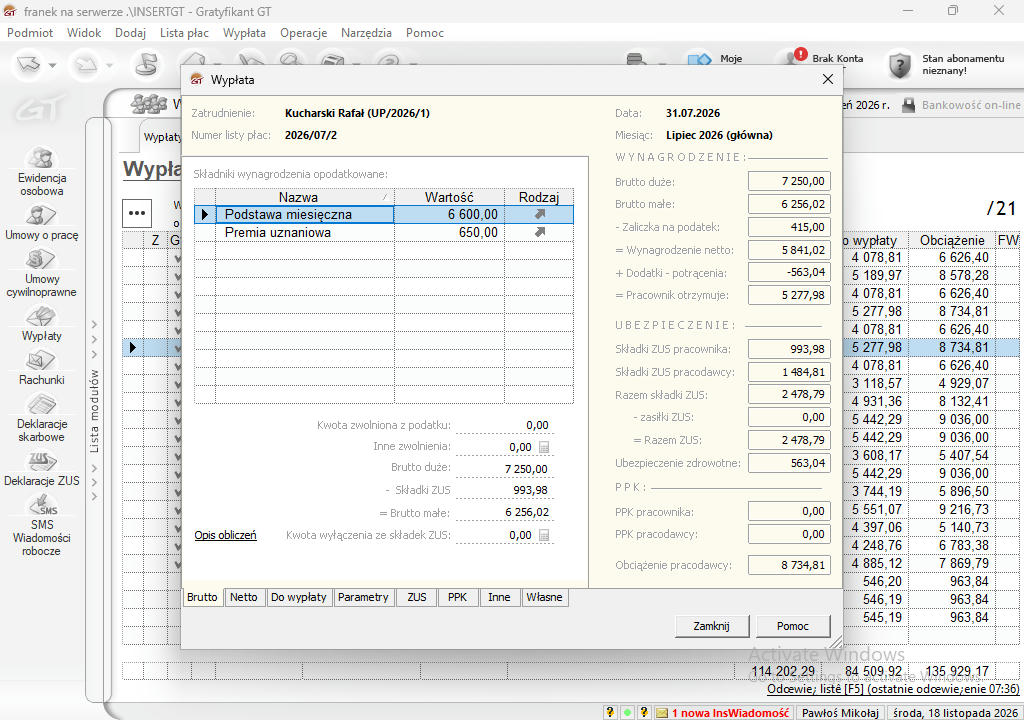 franek na serwerze .\INSERTGT - Gratyfikant GT
Podmiot Widok Dodaj Lista płac Wypłata Operacje Narzędzia Pomoc
Moje
Brak Konta
Stan abonamentu
nieznany!
GT
eń 2026 r.
Bankowość on-line
Ewidencja
osobowa
Umowy o pracę
Umowy
cywilnoprawne
Wypłaty
Rachunki
Deklaracje
skarbowe
Deklaracje ZUS
SMS
SMS
Wiadomości
robocze
Lista modułów
Wypłata
Zatrudnienie: Kucharski Rafał (UP/2026/1)
Numer listy płac: 2026/07/2
Data: 31.07.2026
Miesiąc: Lipiec 2026 (główna)
Składniki wynagrodzenia opodatkowane:
Nazwa Wartość Rodzaj
Podstawa miesięczna 6 600,00
Premia uznaniowa 650,00
Kwota zwolniona z podatku: 0,00
Inne zwolnienia: 0,00
Brutto duże: 7 250,00
- Składki ZUS 993,98
= Brutto małe: 6 256,02
Opis obliczeń
Kwota wyłączenia ze składek ZUS: 0,00
WYNAGRODZENIE:
Brutto duże: 7 250,00
Brutto małe: 6 256,02
- Zaliczka na podatek: 415,00
= Wynagrodzenie netto: 5 841,02
+ Dodatki - potrącenia: -563,04
= Pracownik otrzymuje: 5 277,98
UBEZPIECZENIE:
Składki ZUS pracownika: 993,98
Składki ZUS pracodawcy: 1 484,81
Razem składki ZUS: 2 478,79
- zasiłki ZUS: 0,00
= Razem ZUS: 2 478,79
Ubezpieczenie zdrowotne: 563,04
PPK:
PPK pracownika: 0,00
PPK pracodawcy: 0,00
Obciążenie pracodawcy: 8 734,81
Brutto Netto Do wypłaty Parametry ZUS PPK Inne Własne
Zamknij Pomoc
/21
Z G
o wypłaty Obciążenie FW
4 078,81 6 626,40
5 189,97 8 578,28
4 078,81 6 626,40
5 277,98 8 734,81
4 078,81 6 626,40
5 277,98 8 734,81
4 078,81 6 626,40
3 118,57 4 929,07
4 931,36 8 132,41
5 442,29 9 036,00
5 442,29 9 036,00
3 608,17 5 407,54
5 442,29 9 036,00
3 744,19 5 896,50
5 551,07 9 216,73
4 397,06 5 140,73
4 248,76 6 783,38
4 885,12 7 869,79
546,20 963,84
546,19 963,84
545,19 963,84
114 202,29 84 509,92 135 929,17
Activate Windows
Go to Settings to activate Windows.
Odcewie¿ listê [F5] (ostatnie odcewie¿enie 07:36)
1 nowa InsWiadomość
Pawłoś Mikołaj
środa, 18 listopada 2026